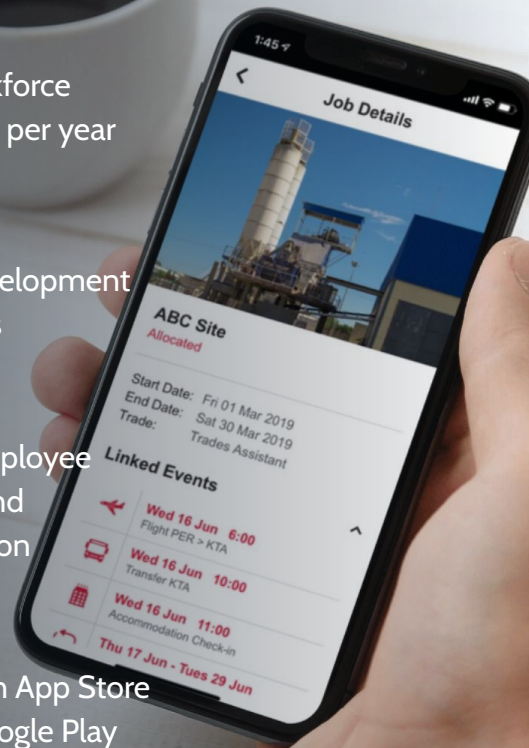 kforce
per year
elopment
s
ployee
nd
on
n App Store
ogle Play
1:45
Job Details
ABC Site
Allocated
Start Date: Fri 01 Mar 2019
End Date: Sat 30 Mar 2019
Trade: Trades Assistant
Linked Events
Wed 16 Jun 6:00
Flight PER > KTA
Wed 16 Jun 10:00
Transfer KTA
Wed 16 Jun 11:00
Accommodation Check-in
Thu 17 Jun - Tues 29 Jun